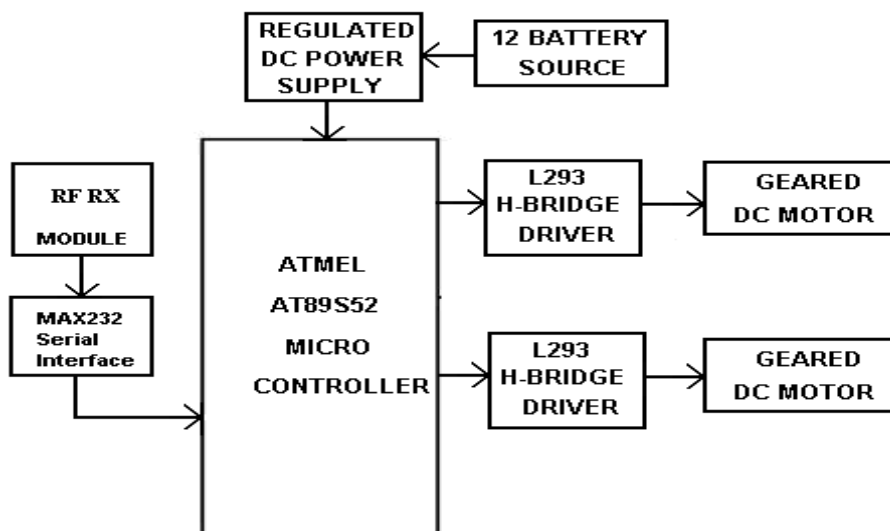 REGULATED
DC POWER
SUPPLY
12 BATTERY
SOURCE
RF RX
MODULE
MAX232
Serial
Interface
ATMEL
AT89S52
MICRO
CONTROLLER
L293
H-BRIDGE
DRIVER
GEARED
DC MOTOR
L293
H-BRIDGE
DRIVER
GEARED
DC MOTOR